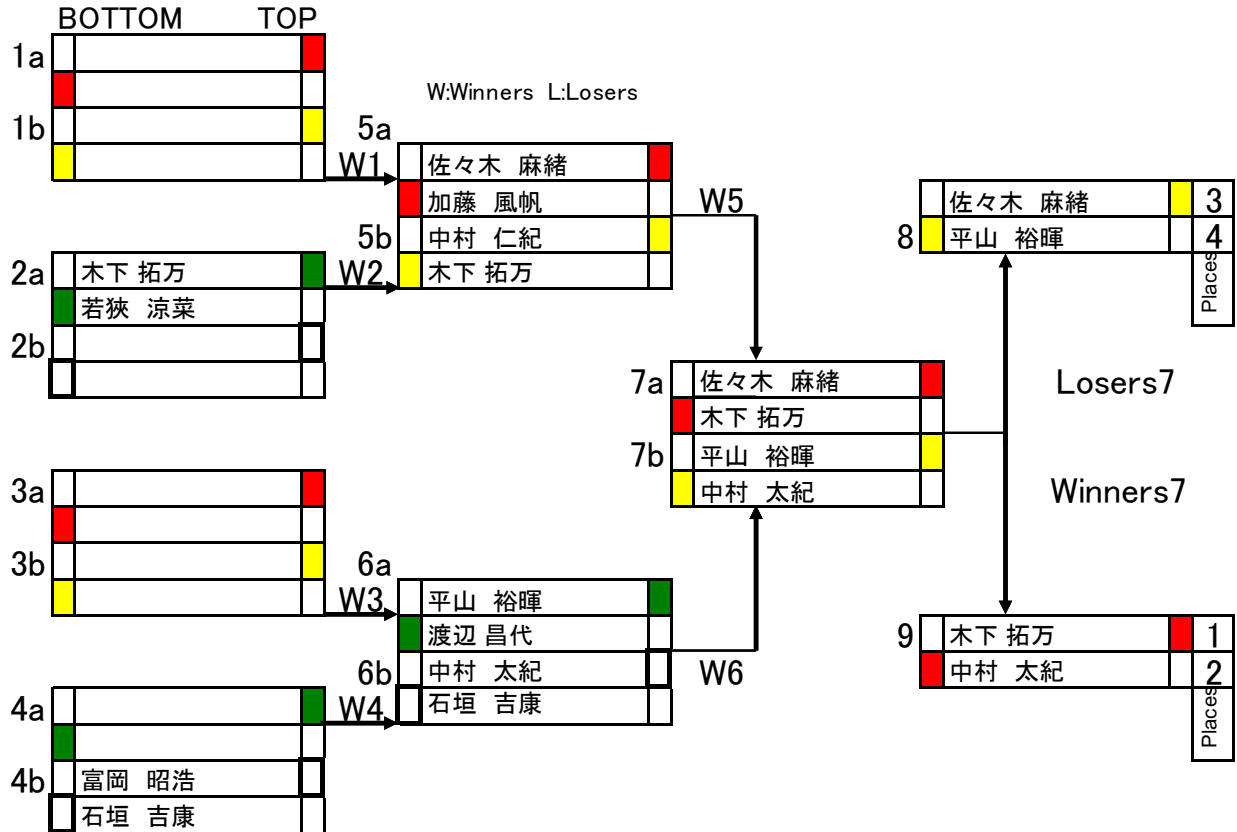 BOTTOM TOP
1a
1b
W:Winners L:Losers
5a
W1
佐々木 麻緒
加藤 風帆
5b
中村 仁紀
W2
木下 拓万
W5
2a
木下 拓万
若狹 涼菜
2b
佐々木 麻緒 3
8 平山 裕暉 4
Places
7a 佐々木 麻緒
木下 拓万
7b 平山 裕暉
中村 太紀
Losers7
Winners7
3a
3b
6a
W3
平山 裕暉
渡辺 昌代
6b 中村 太紀
W4
石垣 吉康
W6
4a
4b 富岡 昭浩
石垣 吉康
9 木下 拓万 1
中村 太紀 2
Places